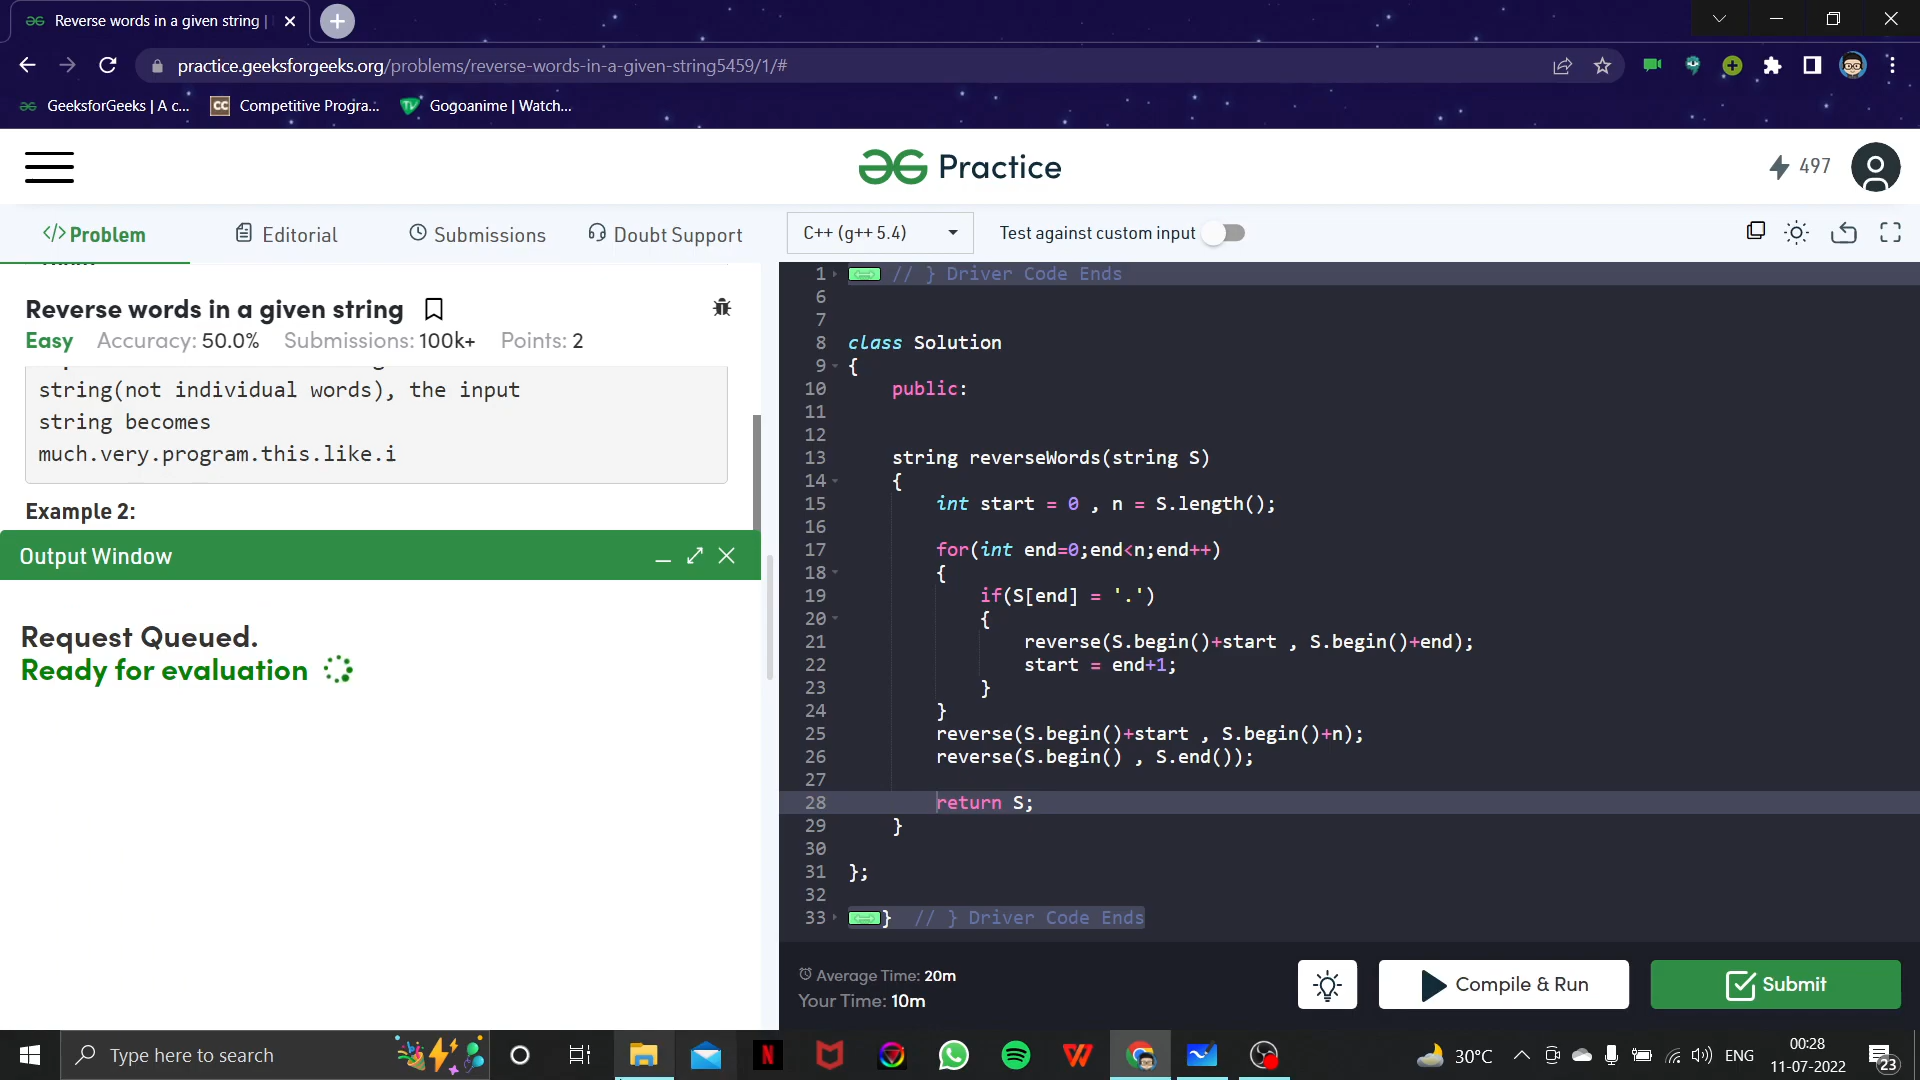 Reverse words in a given string |
practice.geeksforgeeks.org/problems/reverse-words-in-a-given-string5459/1/#
GeeksforGeeks | A c...
CC
Competitive Progra...
Gogoanime | Watch...
Practice
497
</> Problem
Editorial
Submissions
Doubt Support
C++ (g++ 5.4)
Test against custom input
Reverse words in a given string
Easy Accuracy: 50.0% Submissions: 100k+ Points: 2
string(not individual words), the input
string becomes
much.very.program.this.like.i
Example 2:
Output Window
Request Queued.
Ready for evaluation
1 // } Driver Code Ends
6
7
8 class Solution
9 {
10 public:
11
12
13 string reverseWords(string S)
14 {
15 int start = 0 , n = S.length();
16
17 for(int end=0;end<n;end++)
18 {
19 if(S[end] = '.')
20 {
21 reverse(S.begin()+start , S.begin()+end);
22 start = end+1;
23 }
24 }
25 reverse(S.begin()+start , S.begin()+n);
26 reverse(S.begin() , S.end());
27
28 return S;
29 }
30
31 };
32
33 } // } Driver Code Ends
Average Time: 20m
Your Time: 10m
Compile & Run
Submit
Type here to search
30°C
ENG
00:28
11-07-2022
23